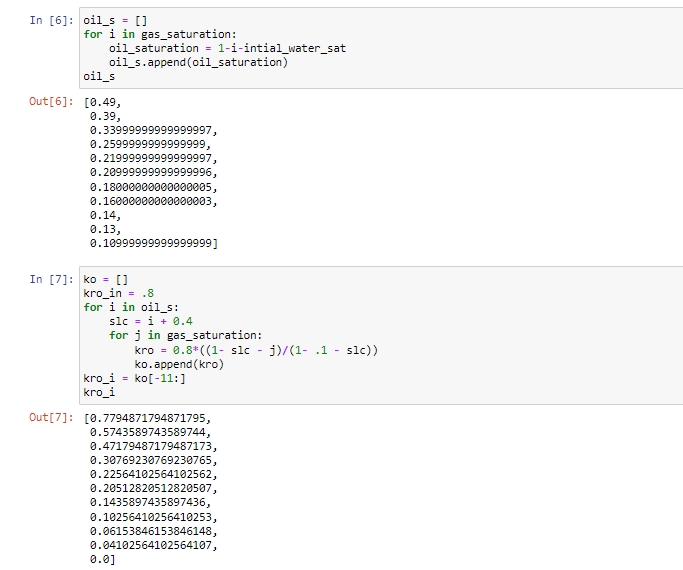 In [6]: oil_s = []
for i in gas_saturation:
    oil_saturation = 1-i-intial_water_sat
    oil_s.append(oil_saturation)
oil_s
Out[6]: [0.49,
0.39,
0.33999999999999997,
0.2599999999999999,
0.21999999999999997,
0.20999999999999996,
0.18000000000000005,
0.16000000000000003,
0.14,
0.13,
0.10999999999999999]
In [7]: ko = []
kro_in = .8
for i in oil_s:
    slc = i + 0.4
    for j in gas_saturation:
        kro = 0.8*((1- slc - j)/(1- .1 - slc))
        ko.append(kro)
kro_i = ko[-11:]
kro_i
Out[7]: [0.7794871794871795,
0.5743589743589744,
0.47179487179487173,
0.30769230769230765,
0.22564102564102562,
0.20512820512820507,
0.1435897435897436,
0.10256410256410253,
0.06153846153846148,
0.04102564102564107,
0.0]